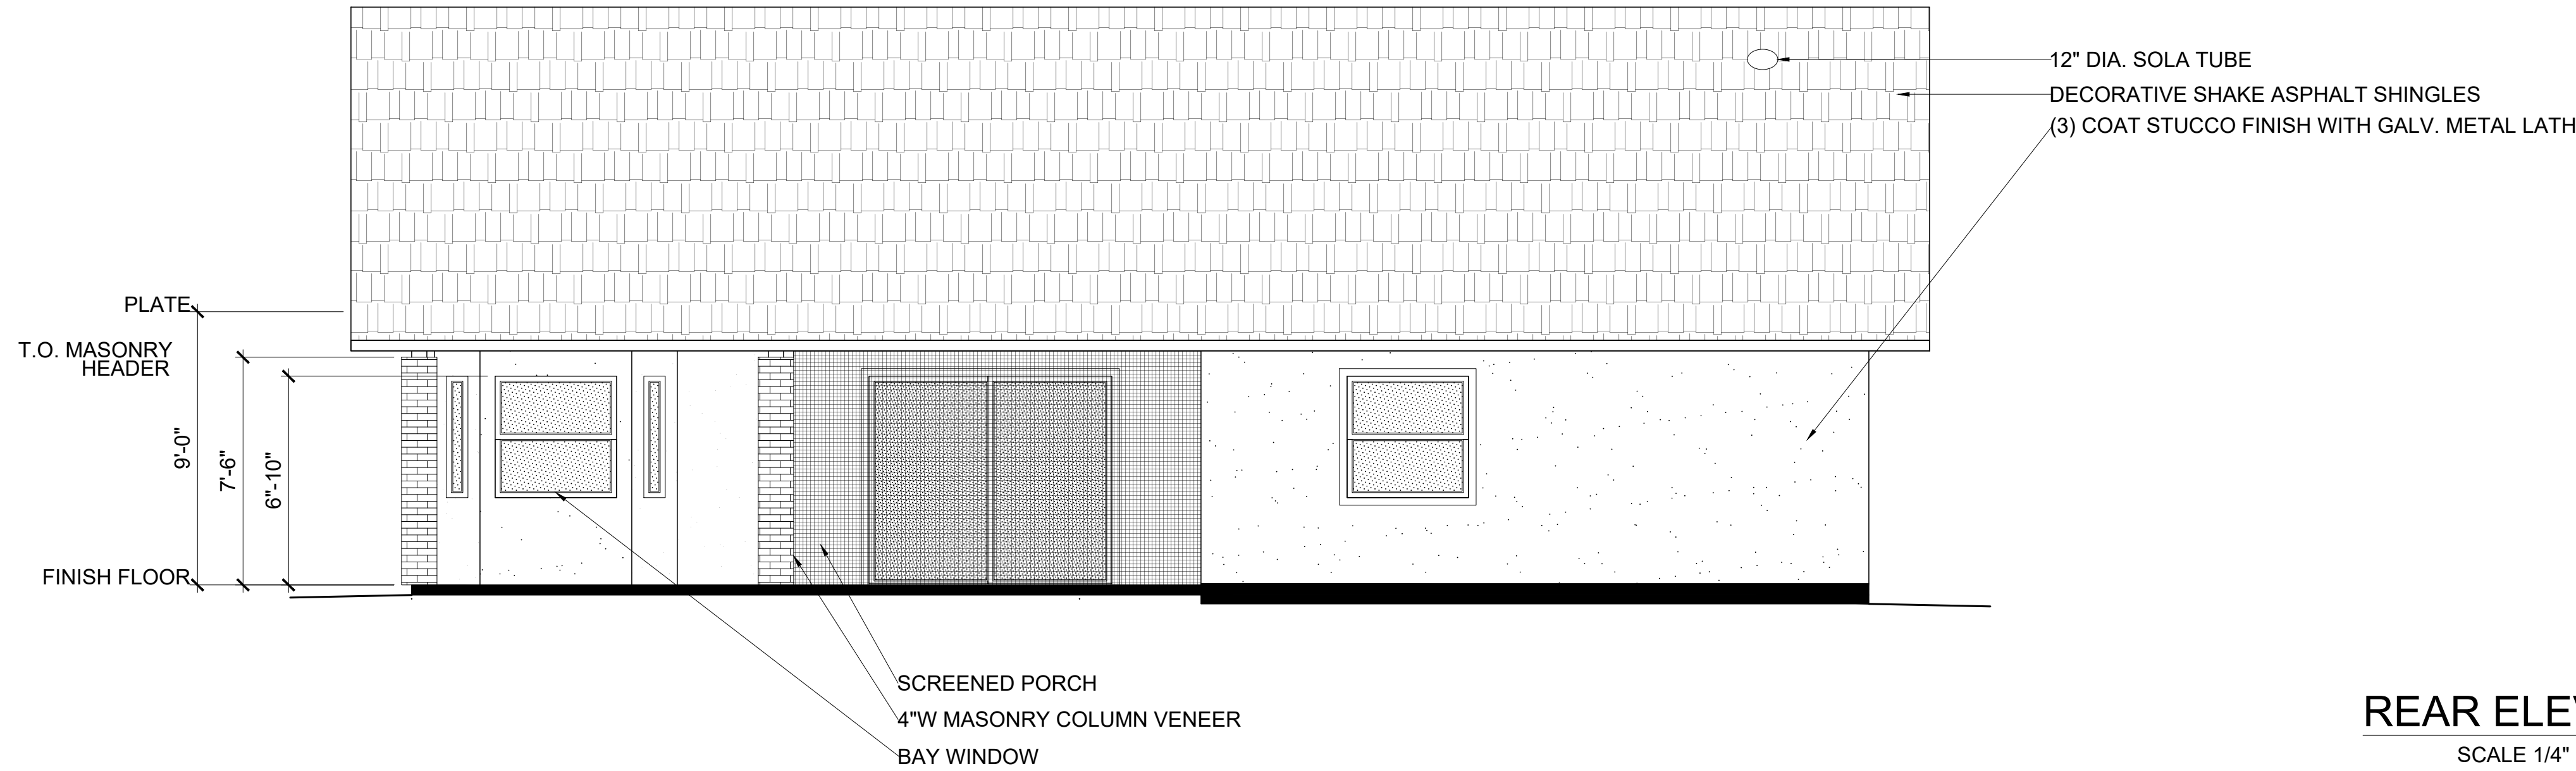 12" DIA. SOLA TUBE
DECORATIVE SHAKE ASPHALT SHINGLES
(3) COAT STUCCO FINISH WITH GALV. METAL LATH
PLATE
T.O. MASONRY
HEADER
9'-0"
7'-6"
6"-10"
FINISH FLOOR
SCREENED PORCH
4"W MASONRY COLUMN VENEER
BAY WINDOW
REAR ELEV
SCALE 1/4"